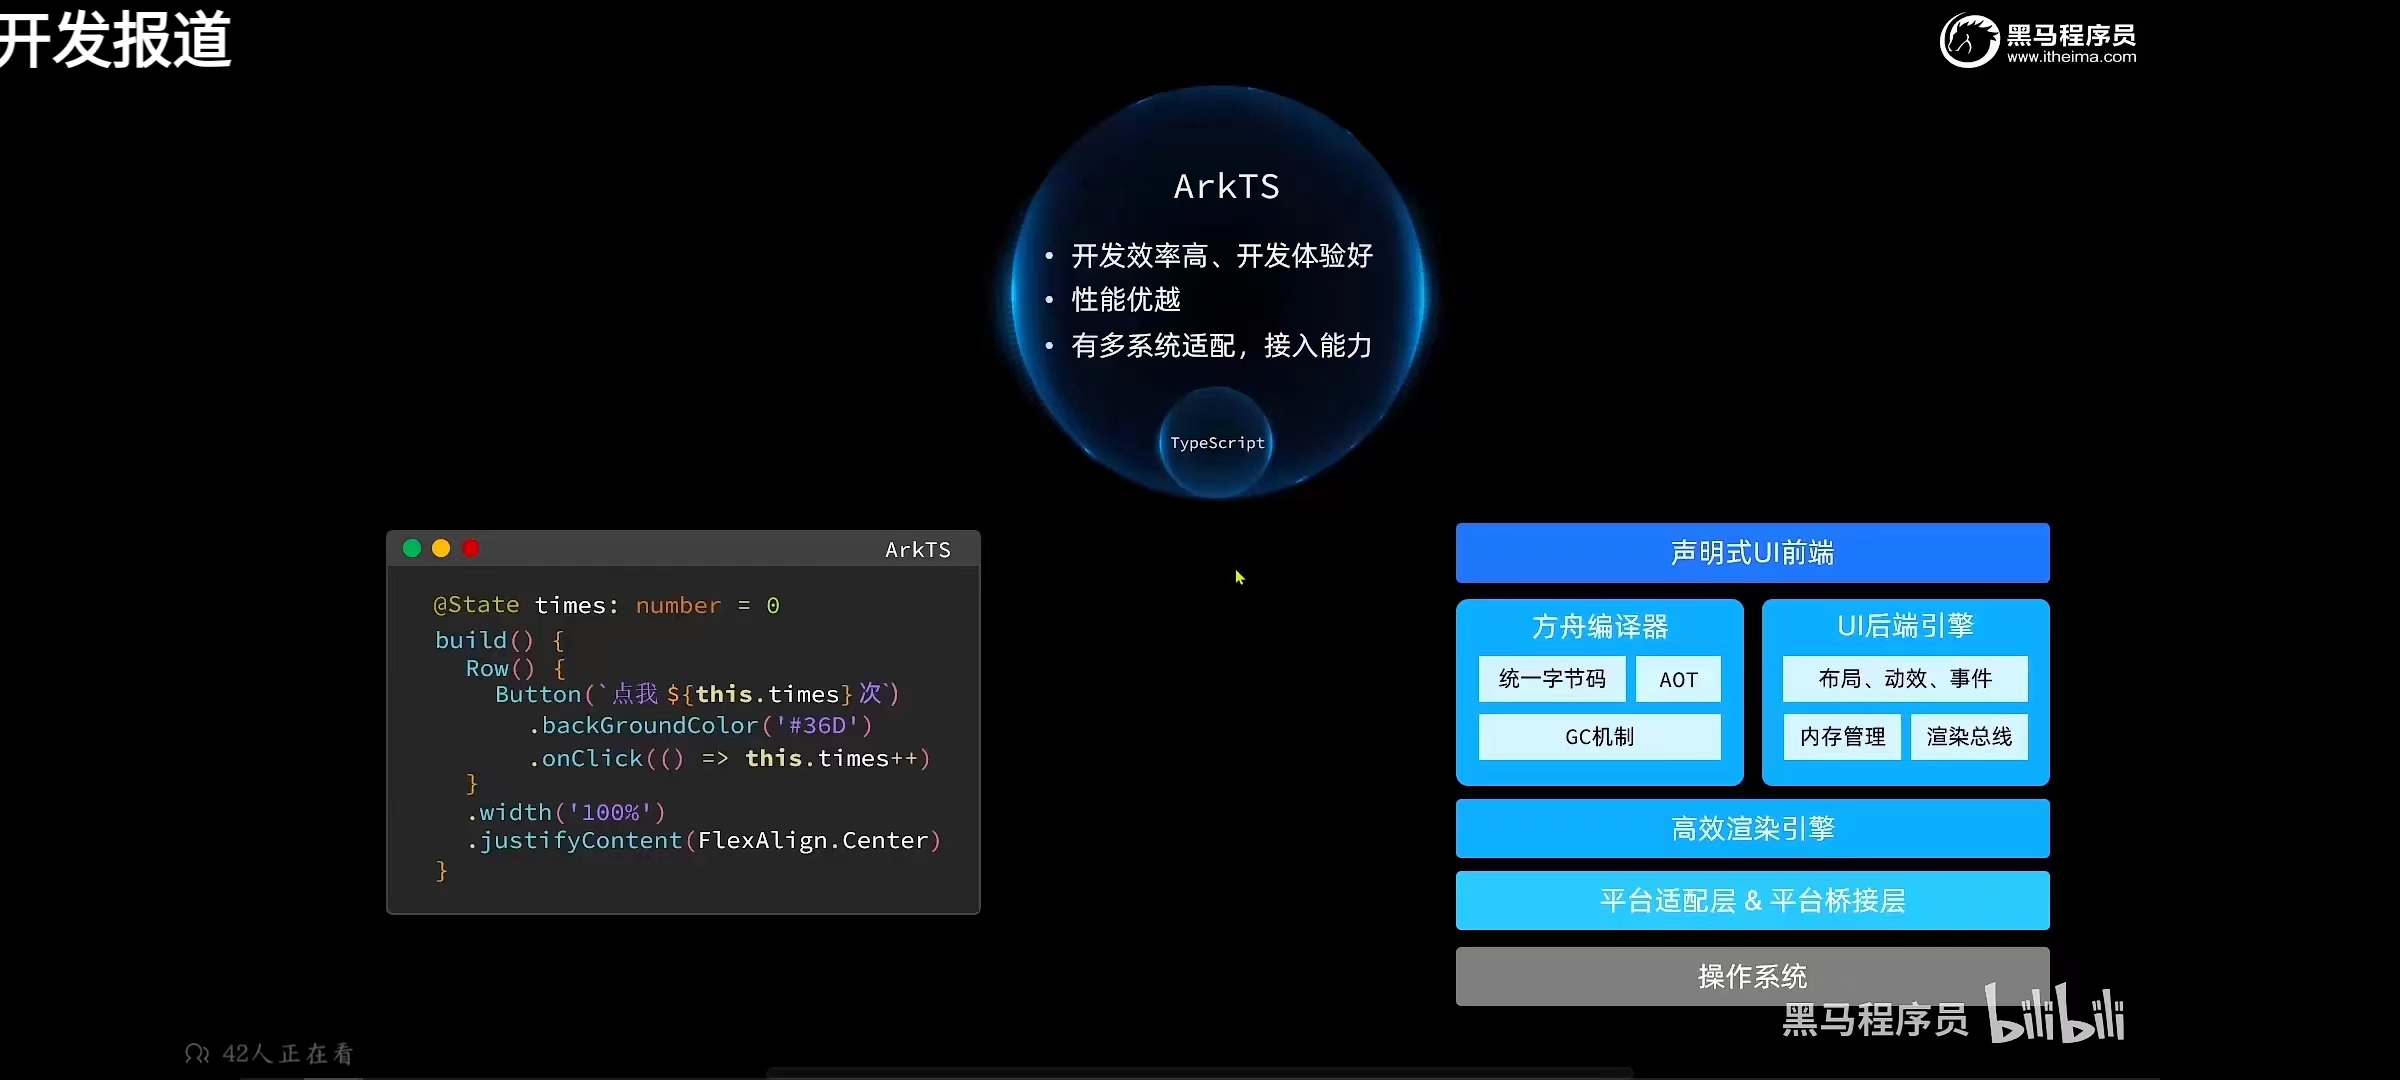 开发报道
黑马程序员
www.itheima.com
ArkTS
• 开发效率高、开发体验好
• 性能优越
• 有多系统适配，接入能力
TypeScript
ArkTS
@State times: number = 0
build() {
Row() {
Button(`点我 ${this.times}次`)
.backGroundColor('#36D')
.onClick(() => this.times++)
}
.width('100%')
.justifyContent(FlexAlign.Center)
}
声明式UI前端
方舟编译器
统一字节码 AOT
GC机制
UI后端引擎
布局、动效、事件
内存管理 渲染总线
高效渲染引擎
平台适配层 & 平台桥接层
操作系统
黑马程序员 bilibili
42人正在看